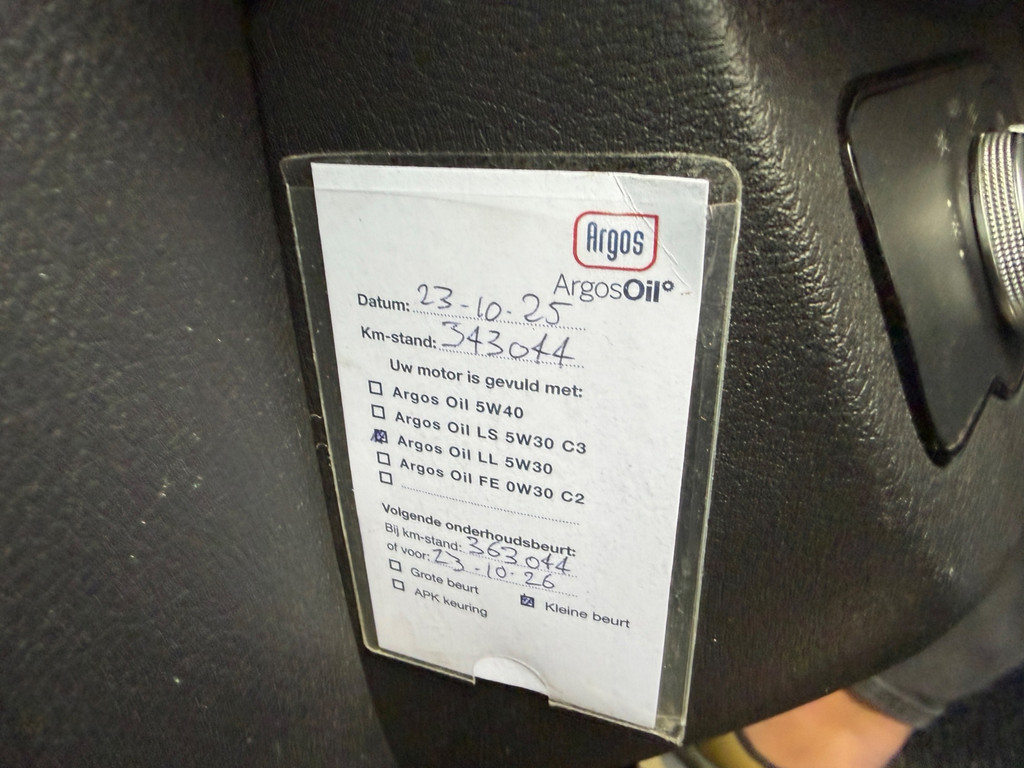 Argos
ArgosOil
Datum: 23-10-25
Km-stand: 343044
Uw motor is gevuld met:
Argos Oil 5W40
Argos Oil LS 5W30 C3
Argos Oil LL 5W30
Argos Oil FE 0W30 C2
Volgende onderhoudsbeurt:
Bij km-stand: 363044
of voor: 23-10-26
Grote beurt
Kleine beurt
APK keuring